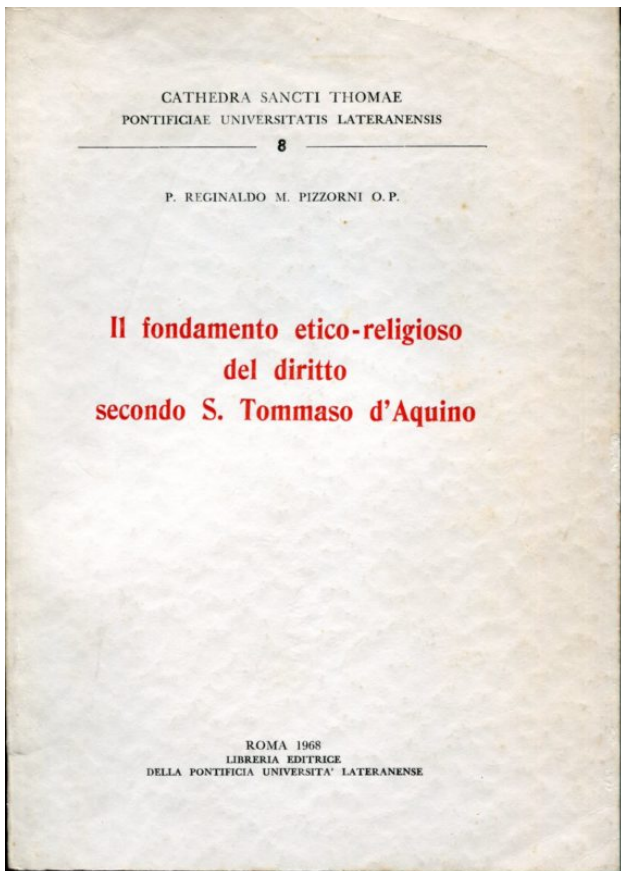 CATHEDRA SANCTI THOMAE
PONTIFICIAE UNIVERSITATIS LATERANENSIS
8
P. REGINALDO M. PIZZORNI O. P.
Il fondamento etico-religioso
del diritto
secondo S. Tommaso d'Aquino
ROMA 1968
LIBRERIA EDITRICE
DELLA PONTIFICIA UNIVERSITA' LATERANENSE